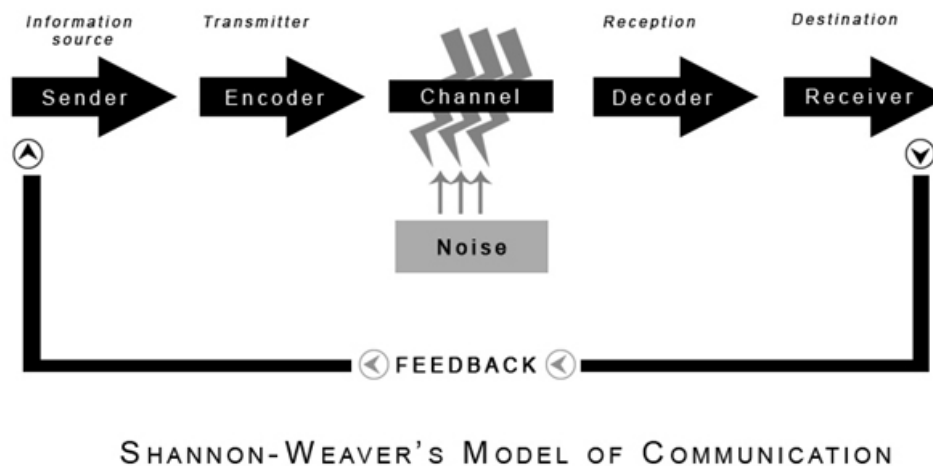 Information
source
Transmitter
Reception
Destination
Sender
Encoder
Channel
Decoder
Receiver
Noise
FEEDBACK
SHANNON-WEAVER'S MODEL OF COMMUNICATION